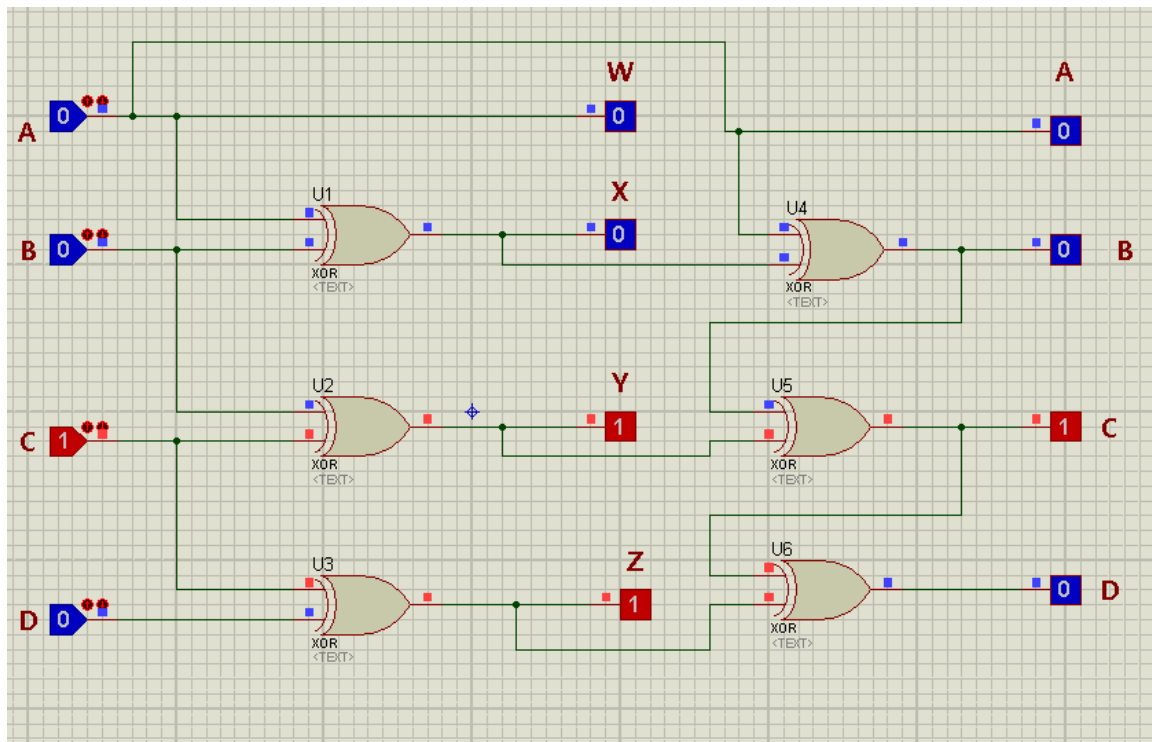 W
A
0
0
0
A
U1
X
U4
B
0
0
0
B
XOR
<TEXT>
XOR
<TEXT>
U2
Y
U5
C
1
1
1
C
XOR
<TEXT>
XOR
<TEXT>
U3
Z
U6
D
0
1
0
D
XOR
<TEXT>
XOR
<TEXT>